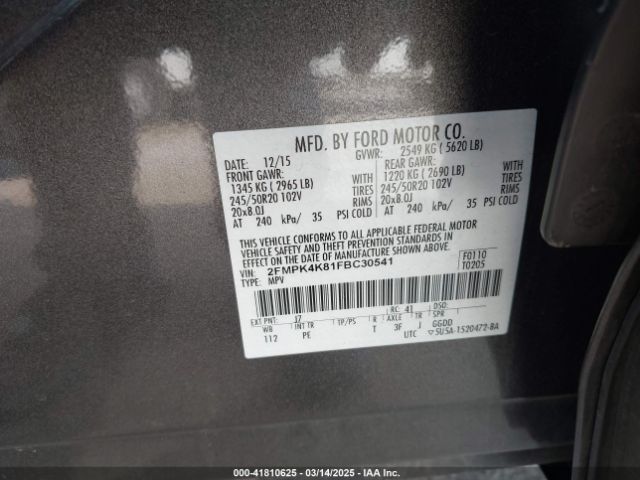 MFD. BY FORD MOTOR CO.
DATE: 12/15 GVWR: 2549 KG ( 5620 LB)
FRONT GAWR: WITH REAR GAWR: WITH
1345 KG ( 2965 LB) TIRES 1220 KG ( 2690 LB) TIRES
245/50R20 102V RIMS 245/50R20 102V RIMS
20x8.0J 20x8.0J
AT 240 kPa/ 35 PSI COLD AT 240 kPa/ 35 PSI COLD
THIS VEHICLE CONFORMS TO ALL APPLICABLE FEDERAL MOTOR
VEHICLE SAFETY AND THEFT PREVENTION STANDARDS IN
EFFECT ON THE DATE OF MANUFACTURE SHOWN ABOVE.
VIN: 2FMPK4K81FBC30541 F0110
TYPE: MPV T0205
EXT PNT: J7 RC: 41 DSO:
WB INT TR TP/PS R AXLE TR SPR
112 PE T 3F J GGDD
UTC ▽5U5A-1520472-BA
000-41810625 - 03/14/2025 - IAA Inc.